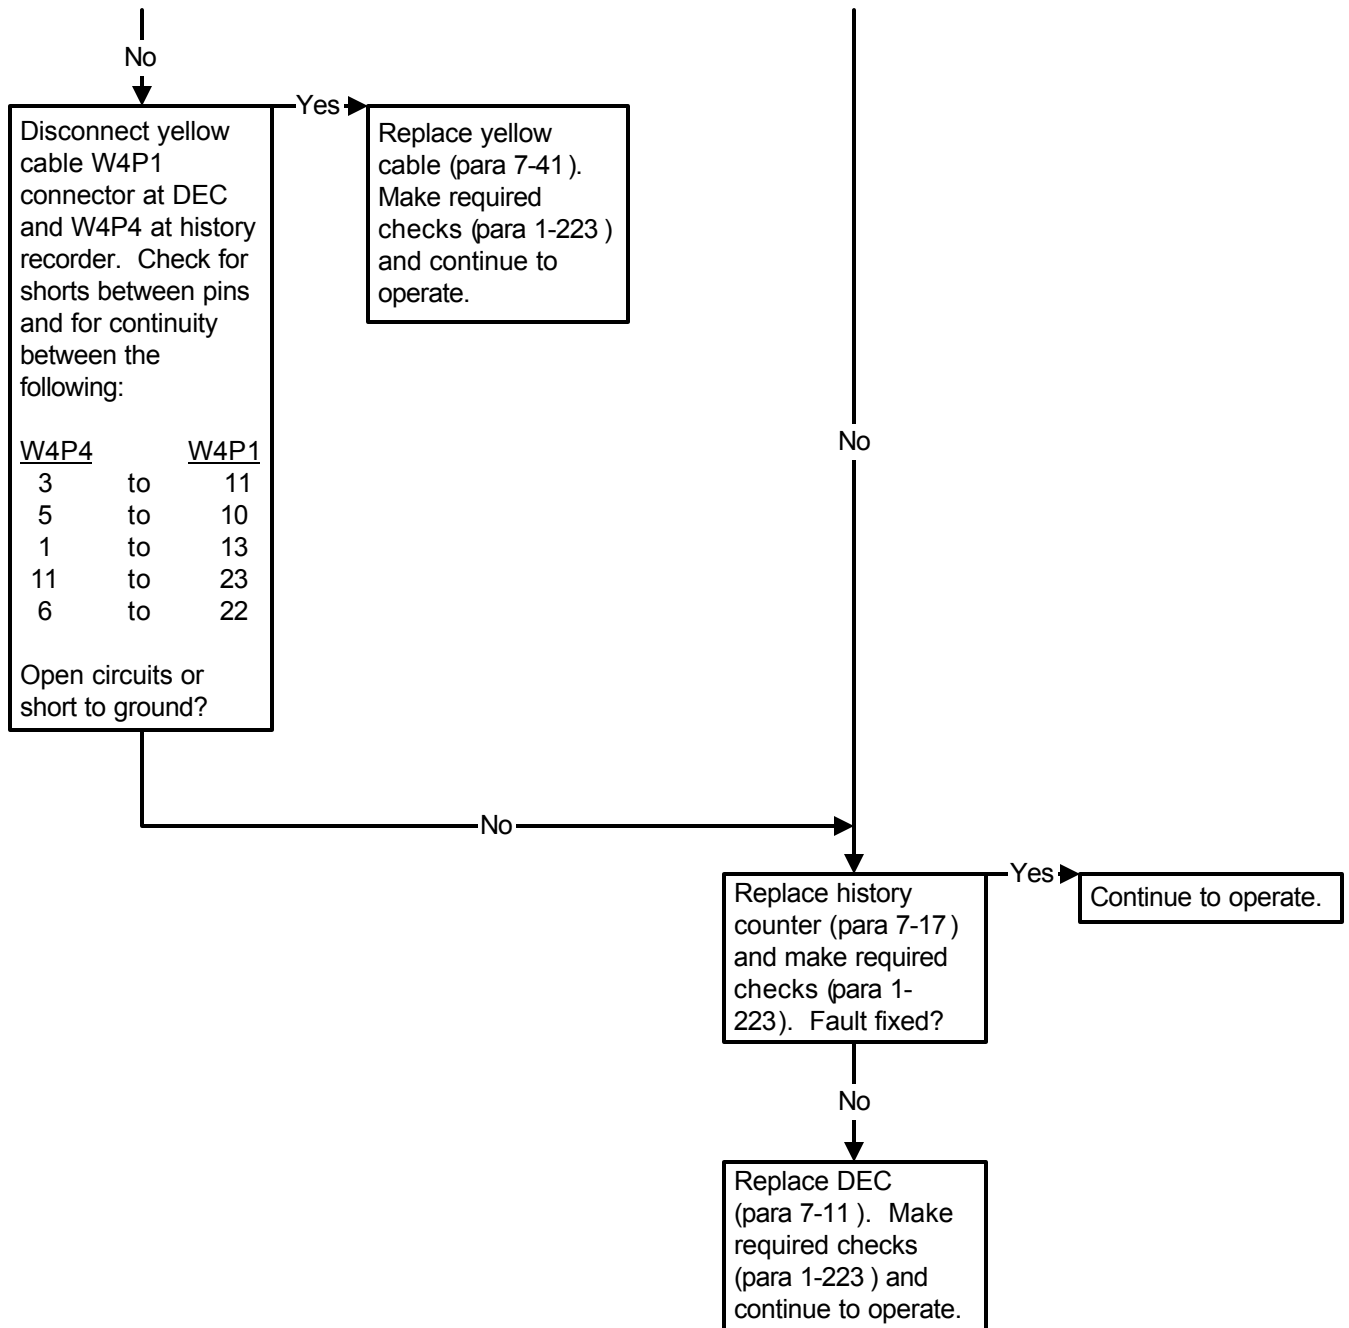 No
Disconnect yellow
cable W4P1
connector at DEC
and W4P4 at history
recorder. Check for
shorts between pins
and for continuity
between the
following:
W4P4 W4P1
3 to 11
5 to 10
1 to 13
11 to 23
6 to 22
Open circuits or
short to ground?
Yes
Replace yellow
cable (para 7-41 ).
Make required
checks (para 1-223 )
and continue to
operate.
No
No
Replace history
counter (para 7-17 )
and make required
checks (para 1-
223). Fault fixed?
Yes
Continue to operate.
No
Replace DEC
(para 7-11 ). Make
required checks
(para 1-223 ) and
continue to operate.